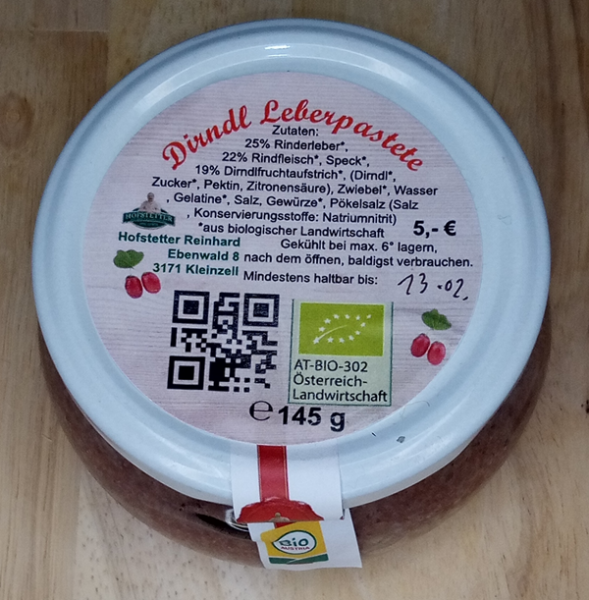 Dirndl Leberpastete
Zutaten:
25% Rinderleber*,
22% Rindfleisch*, Speck*,
19% Dirndlfruchtaufstrich*, (Dirndl*,
Zucker*, Pektin, Zitronensäure), Zwiebel*, Wasser
, Gelatine*, Salz, Gewürze*, Pökelsalz (Salz
, Konservierungsstoffe: Natriumnitrit)
*aus biologischer Landwirtschaft
5,- €
HOFSTETTER
Hofstetter Reinhard
Ebenwald 8
3171 Kleinzell
Gekühlt bei max. 6° lagern,
nach dem öffnen, baldigst verbrauchen.
Mindestens haltbar bis: 13.02.
AT-BIO-302
Österreich-
Landwirtschaft
℮ 145 g
BIO
AUSTRIA